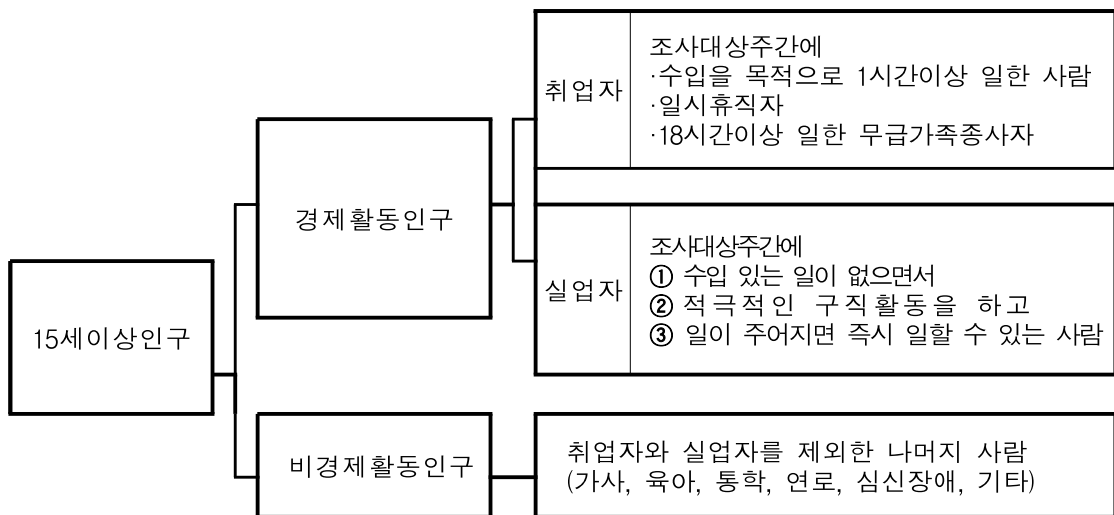 15세이상인구
경제활동인구
취업자
조사대상주간에
·수입을 목적으로 1시간이상 일한 사람
·일시휴직자
·18시간이상 일한 무급가족종사자
실업자
조사대상주간에
① 수입 있는 일이 없으면서
② 적극적인 구직활동을 하고
③ 일이 주어지면 즉시 일할 수 있는 사람
비경제활동인구
취업자와 실업자를 제외한 나머지 사람
(가사, 육아, 통학, 연로, 심신장애, 기타)